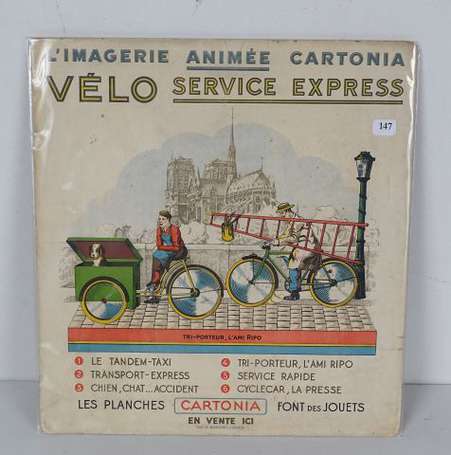 L'IMAGERIE ANIMÉE CARTONIA
VÉLO SERVICE EXPRESS
147
TRI-PORTEUR, L'AMI RIPO
1 LE TANDEM-TAXI
2 TRANSPORT-EXPRESS
3 CHIEN, CHAT... ACCIDENT
4 TRI-PORTEUR, L'AMI RIPO
5 SERVICE RAPIDE
6 CYCLECAR, LA PRESSE
LES PLANCHES CARTONIA FONT DES JOUETS
EN VENTE ICI